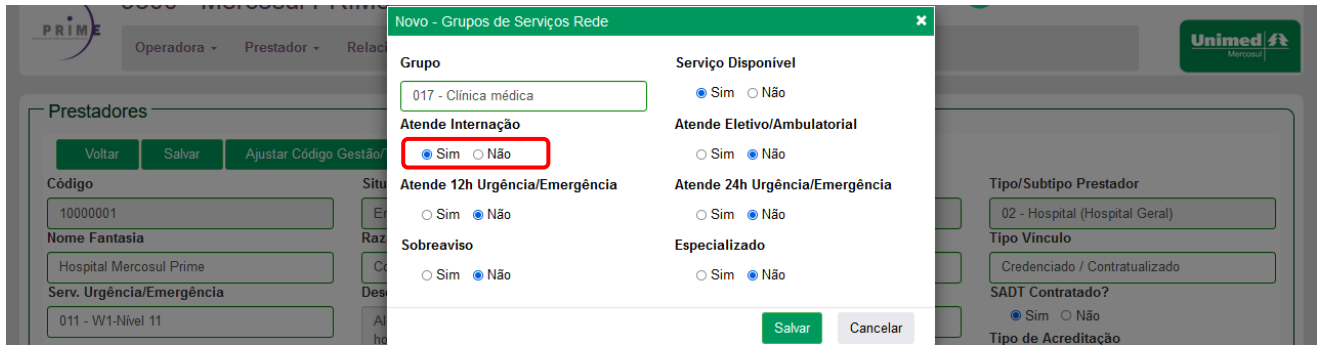 PRIME
Operadora Prestador
Unimed
Mercosul
Novo - Grupos de Serviços Rede
Grupo Serviço Disponível
017 - Clínica médica Sim Não
Atende Internação Atende Eletivo/Ambulatorial
Sim Não Sim Não
Atende 12h Urgência/Emergência Atende 24h Urgência/Emergência
Sim Não Sim Não
Sobreaviso Especializado
Sim Não Sim Não
Salvar Cancelar
Prestadores
Voltar Salvar Ajustar Código
Código Tipo/Subtipo Prestador
10000001 02 - Hospital (Hospital Geral)
Nome Fantasia Tipo Vínculo
Hospital Mercosul Prime Credenciado / Contratualizado
Serv. Urgência/Emergência SADT Contratado?
011 - W1-Nível 11 Sim Não
Tipo de Acreditação